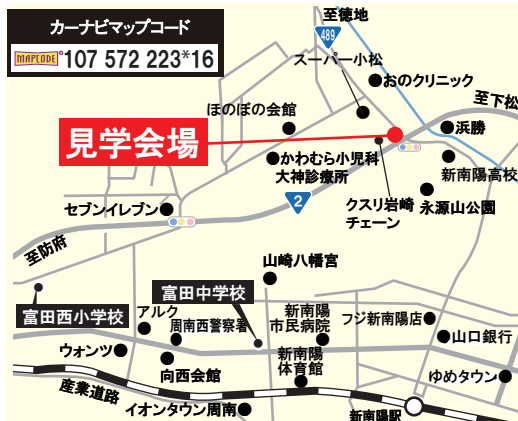 カーナビマップコード
MAPCODE® 107 572 223*16
至徳地
489
スーパー小松
おのクリニック
至下松
ほのぼの会館
見学会場
浜勝
かわむら小児科
大神診療所
新南陽高校
2
クスリ岩崎
チェーン
永源山公園
セブンイレブン
至防府
山崎八幡宮
富田中学校
富田西小学校
アルク
周南西警察署
新南陽
市民病院
フジ新南陽店
山口銀行
ウォンツ
向西会館
新南陽
体育館
ゆめタウン
産業道路
イオンタウン周南
新南陽駅